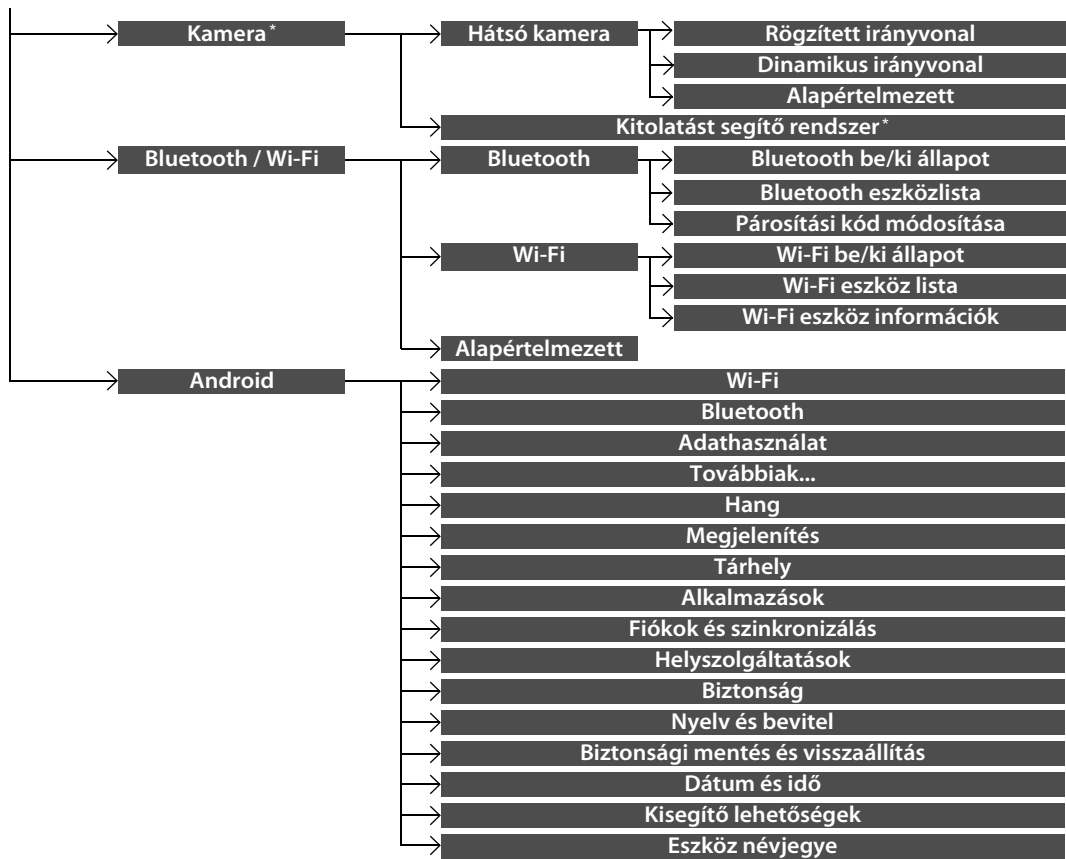 Kamera*
Hátsó kamera
Rögzített irányvonal
Dinamikus irányvonal
Alapértelmezett
Kitolatást segítő rendszer*
Bluetooth / Wi-Fi
Bluetooth
Bluetooth be/ki állapot
Bluetooth eszközlista
Párosítási kód módosítása
Wi-Fi
Wi-Fi be/ki állapot
Wi-Fi eszköz lista
Wi-Fi eszköz információk
Alapértelmezett
Android
Wi-Fi
Bluetooth
Adathasználat
Továbbiak...
Hang
Megjelenítés
Tárhely
Alkalmazások
Fiókok és szinkronizálás
Helyszolgáltatások
Biztonság
Nyelv és bevitel
Biztonsági mentés és visszaállítás
Dátum és idő
Kisegítő lehetőségek
Eszköz névjegye